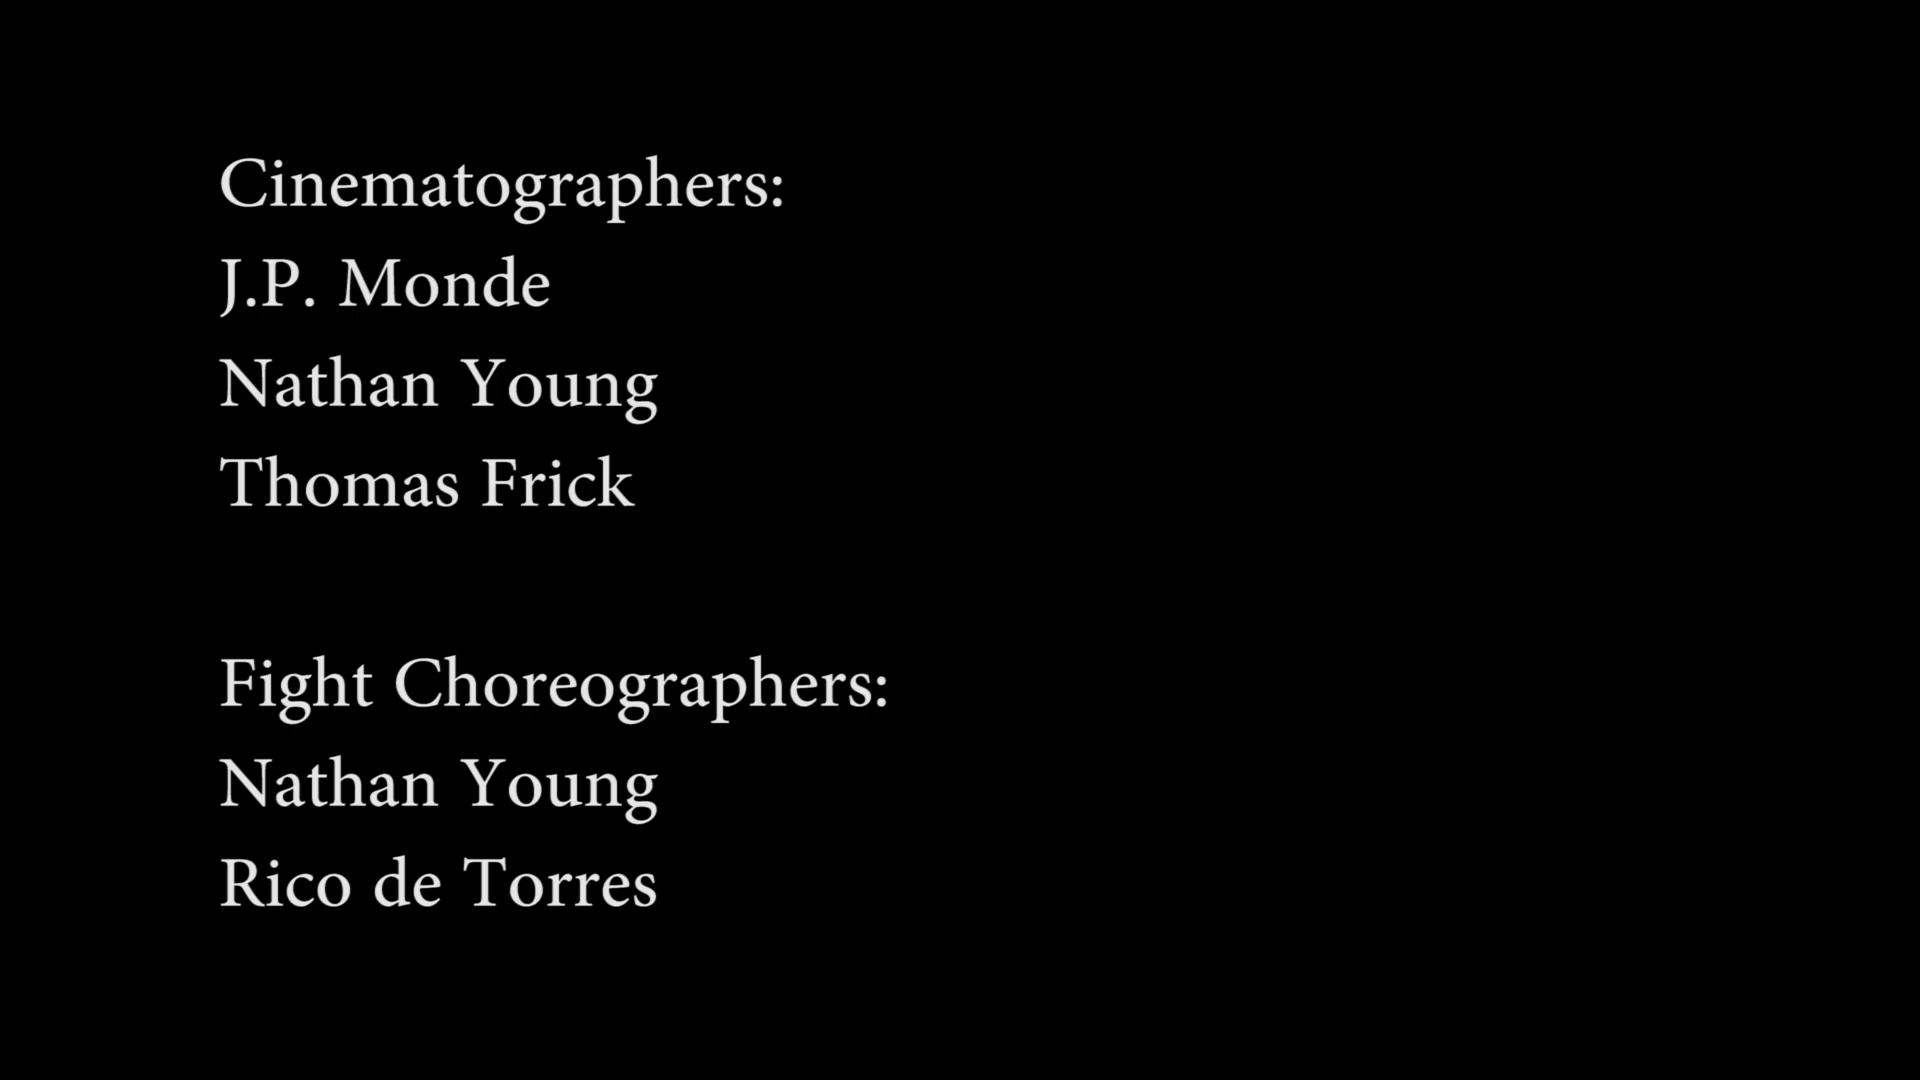 Cinematographers:
J.P. Monde
Nathan Young
Thomas Frick
Fight Choreographers:
Nathan Young
Rico de Torres